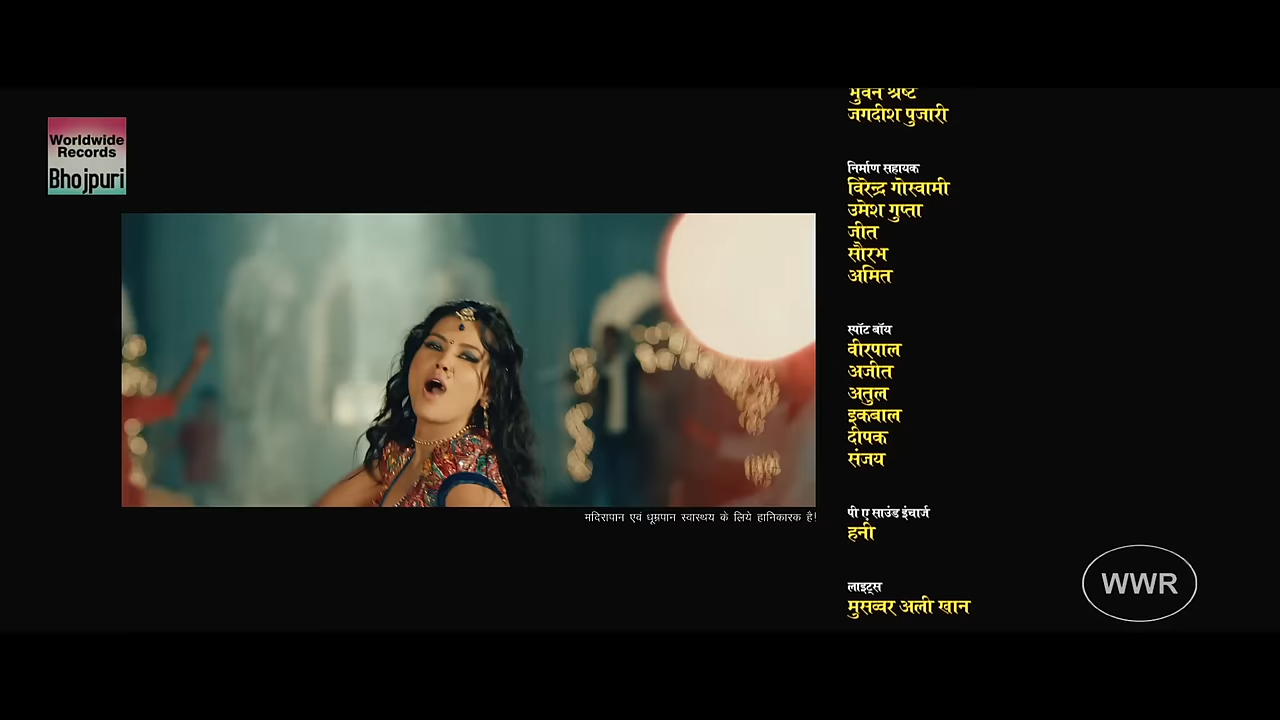 Worldwide
Records
Bhojpuri
मदिरापान एवं धूम्रपान स्वास्थय के लिये हानिकारक है!
भुवन श्रेष्ट
जगदीश पुजारी
निर्माण सहायक
विरेन्द्र गोस्वामी
उमेश गुप्ता
जीत
सौरभ
अमित
स्पॉट बॉय
वीरपाल
अजीत
अतुल
इकबाल
दीपक
संजय
पी ए साउंड इंचार्ज
हनी
लाइट्स
मुसव्वर अली खान
WWR